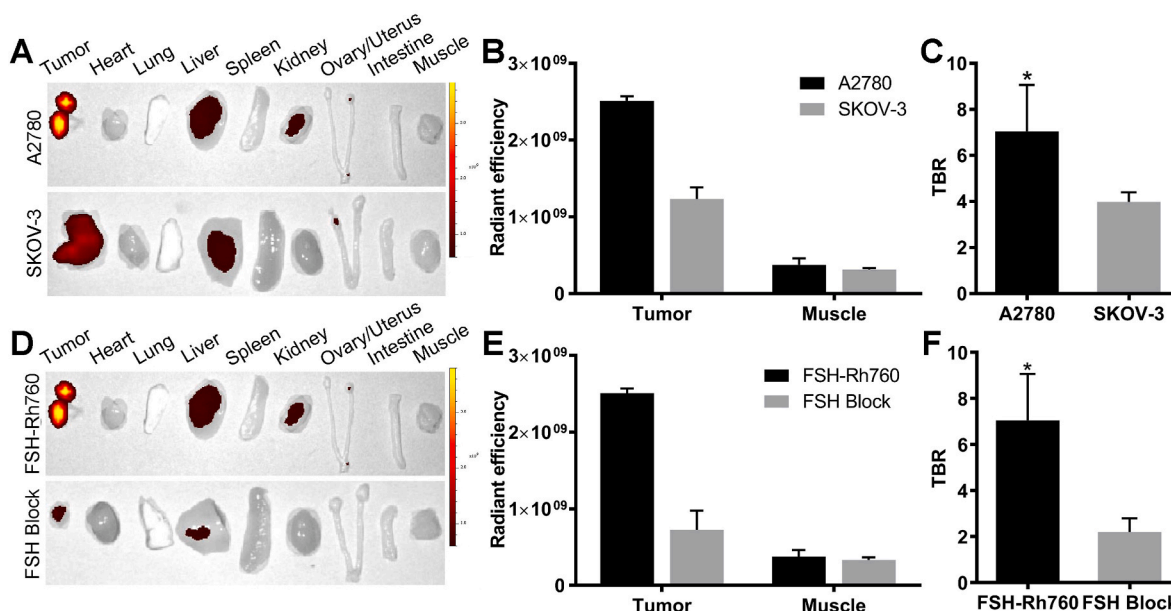 A
Tumor
Heart
Lung
Liver
Spleen
Kidney
Ovary/Uterus
Intestine
Muscle
A2780
SKOV-3
B
Radiant efficiency
3×10⁰⁹
2×10⁰⁹
1×10⁰⁹
0
A2780
SKOV-3
Tumor
Muscle
C
TBR
10
8
6
4
2
0
*
A2780
SKOV-3
D
Tumor
Heart
Lung
Liver
Spleen
Kidney
Ovary/Uterus
Intestine
Muscle
FSH-Rh760
FSH Block
E
Radiant efficiency
3×10⁰⁹
2×10⁰⁹
1×10⁰⁹
0
FSH-Rh760
FSH Block
Tumor
Muscle
F
TBR
10
8
6
4
2
0
*
FSH-Rh760
FSH Block